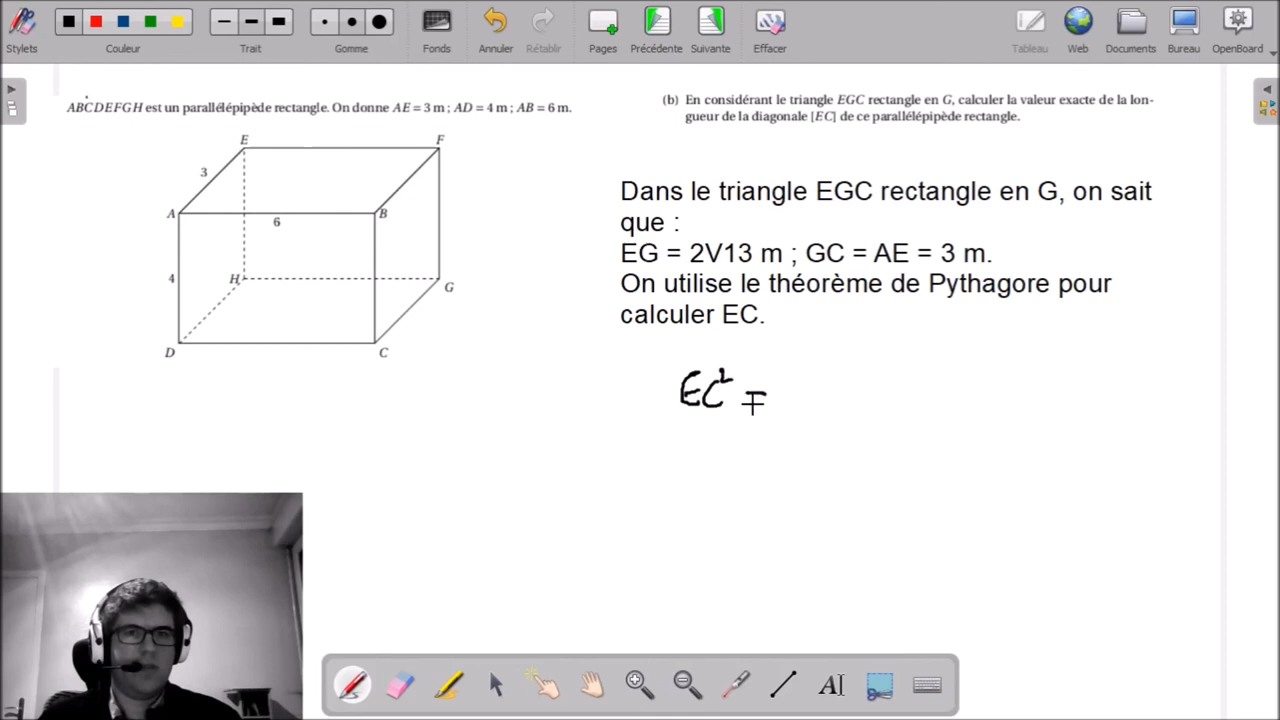 Stylets
Couleur
Trait
Gomme
Fonds
Annuler
Rétablir
Pages
Précédente
Suivante
Effacer
Tableau
Web
Documents
Bureau
OpenBoard
ABCDEFGH est un parallélépipède rectangle. On donne AE = 3 m ; AD = 4 m ; AB = 6 m.
(b) En considérant le triangle EGC rectangle en G, calculer la valeur exacte de la lon-
gueur de la diagonale [EC] de ce parallélépipède rectangle.
E
F
3
A
6
B
4
H
G
D
C
Dans le triangle EGC rectangle en G, on sait
que :
EG = 2V13 m ; GC = AE = 3 m.
On utilise le théorème de Pythagore pour
calculer EC.
EC² =
AI